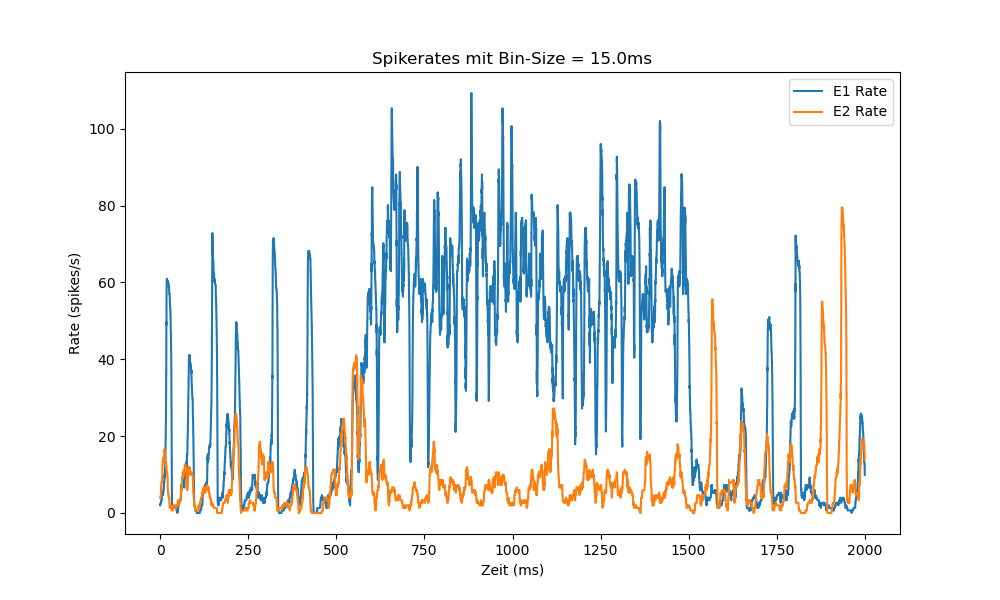 Spikerates mit Bin-Size = 15.0ms
E1 Rate
E2 Rate
Rate (spikes/s)
100
80
60
40
20
0
0 250 500 750 1000 1250 1500 1750 2000
Zeit (ms)